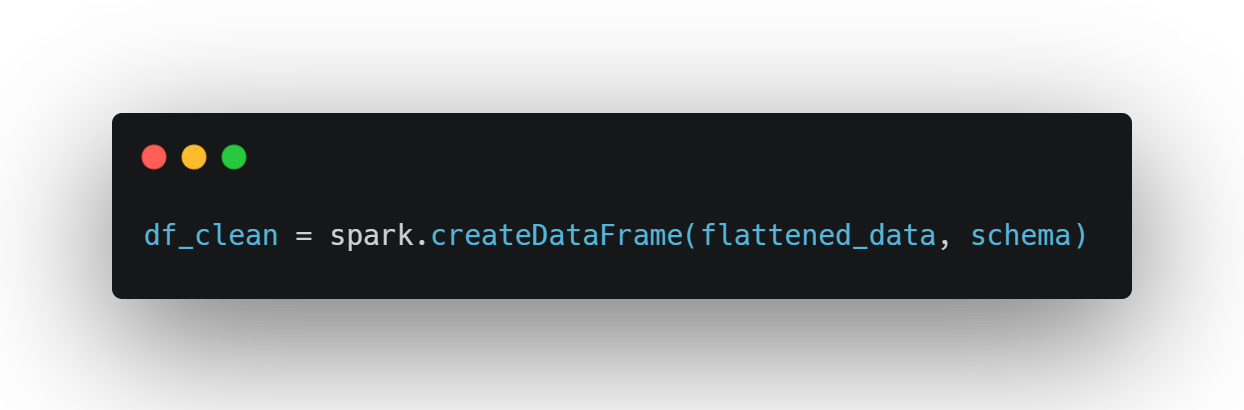 df_clean = spark.createDataFrame(flattened_data, schema)